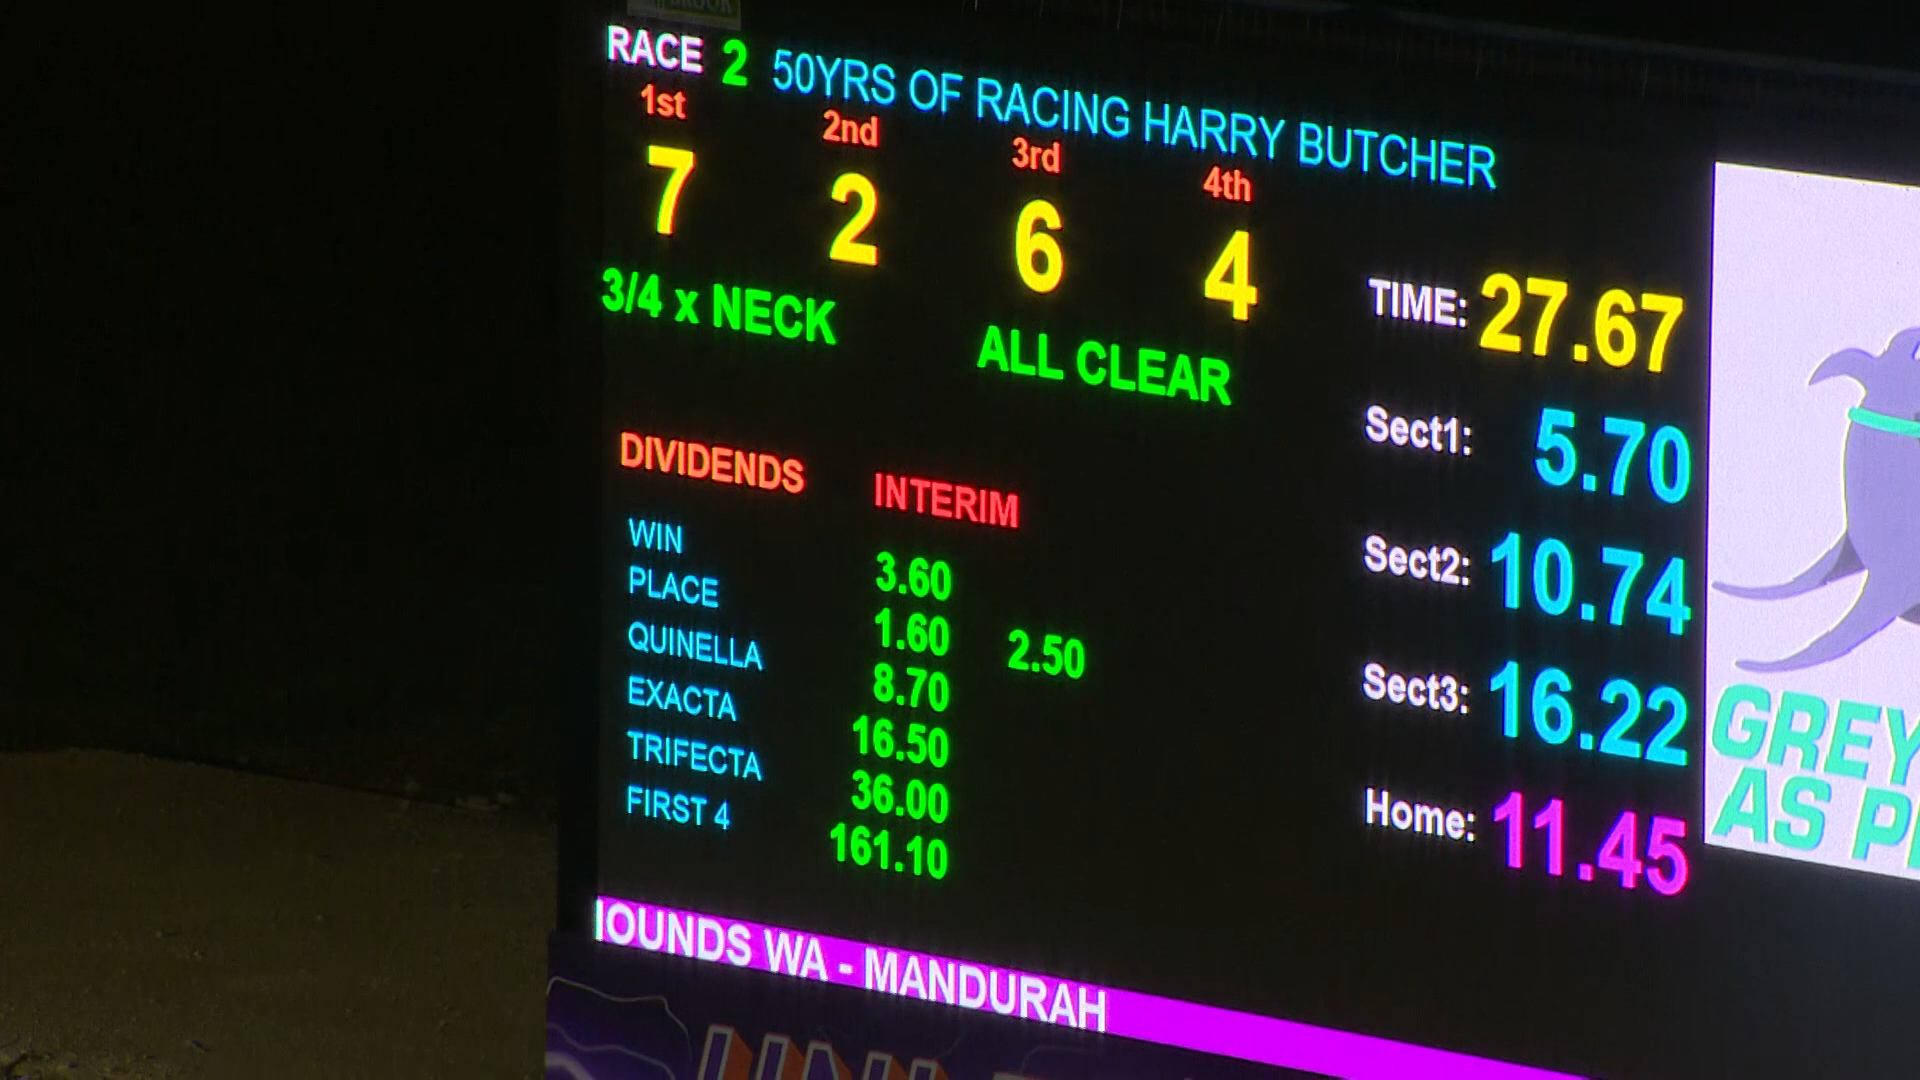 RACE 2 50YRS OF RACING HARRY BUTCHER
1st 2nd 3rd 4th
7 2 6 4
3/4 x NECK ALL CLEAR
TIME: 27.67
Sect1: 5.70
Sect2: 10.74
Sect3: 16.22
Home: 11.45
DIVIDENDS INTERIM
WIN 3.60
PLACE 1.60 2.50
QUINELLA 8.70
EXACTA 16.50
TRIFECTA 36.00
FIRST 4 161.10
GREY
AS P
OUNDS WA - MANDURAH